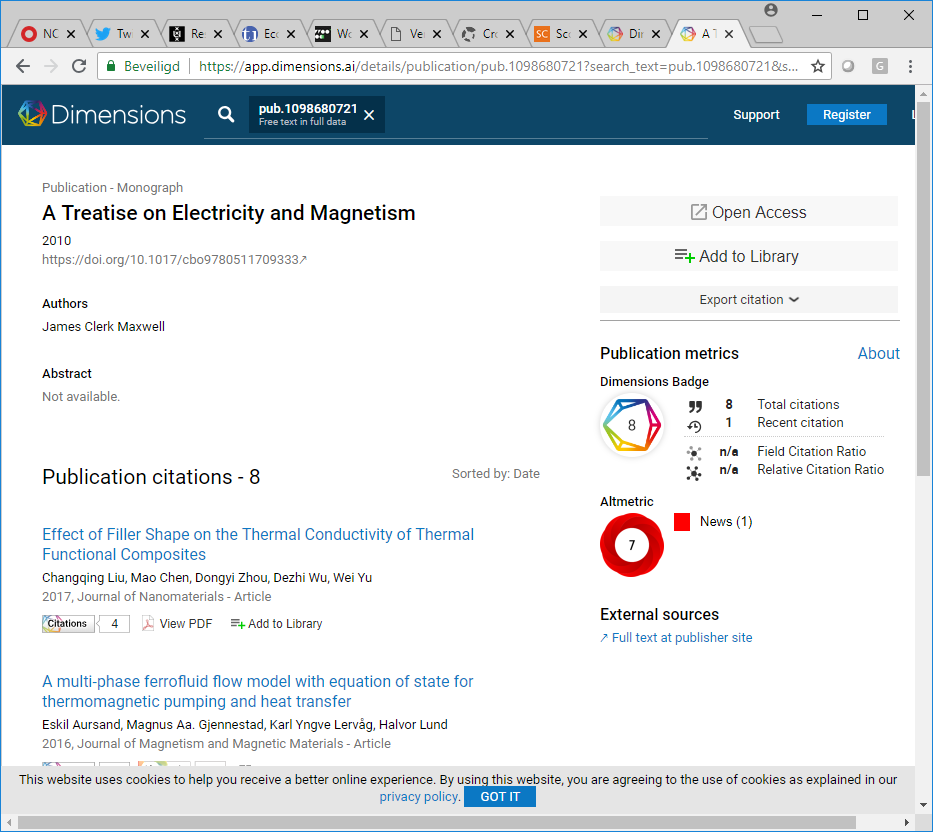 NC
Tw
Re
Ecc
Wo
Ver
Cro
SC Sco
Dir
A T
Beveiligd
https://app.dimensions.ai/details/publication/pub.1098680721?search_text=pub.1098680721&s...
G
Dimensions
pub.1098680721
Free text in full data
Support
Register
Publication - Monograph
A Treatise on Electricity and Magnetism
2010
https://doi.org/10.1017/cbo9780511709333↗
Authors
James Clerk Maxwell
Abstract
Not available.
Publication citations - 8
Sorted by: Date
Effect of Filler Shape on the Thermal Conductivity of Thermal
Functional Composites
Changqing Liu, Mao Chen, Dongyi Zhou, Dezhi Wu, Wei Yu
2017, Journal of Nanomaterials - Article
Citations 4 View PDF Add to Library
A multi-phase ferrofluid flow model with equation of state for
thermomagnetic pumping and heat transfer
Eskil Aursand, Magnus Aa. Gjennestad, Karl Yngve Lervåg, Halvor Lund
2016, Journal of Magnetism and Magnetic Materials - Article
Open Access
Add to Library
Export citation
Publication metrics
About
Dimensions Badge
8
8 Total citations
1 Recent citation
n/a Field Citation Ratio
n/a Relative Citation Ratio
Altmetric
7
News (1)
External sources
↗ Full text at publisher site
This website uses cookies to help you receive a better online experience. By using this website, you are agreeing to the use of cookies as explained in our
privacy policy. GOT IT